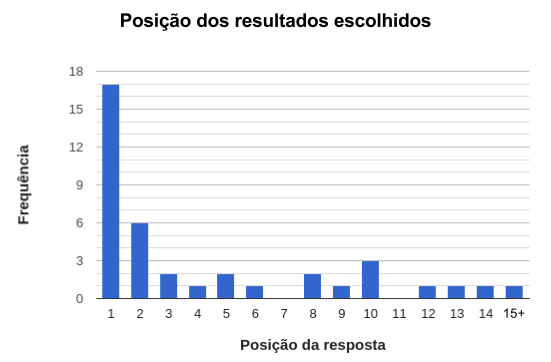 Posição dos resultados escolhidos
Frequência
18
15
12
9
6
3
0
1 2 3 4 5 6 7 8 9 10 11 12 13 14 15+
Posição da resposta